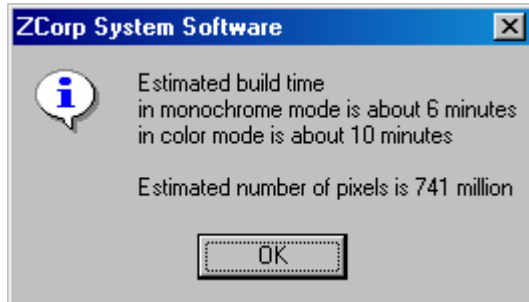 ZCorp System Software
Estimated build time
in monochrome mode is about 6 minutes
in color mode is about 10 minutes
Estimated number of pixels is 741 million
OK